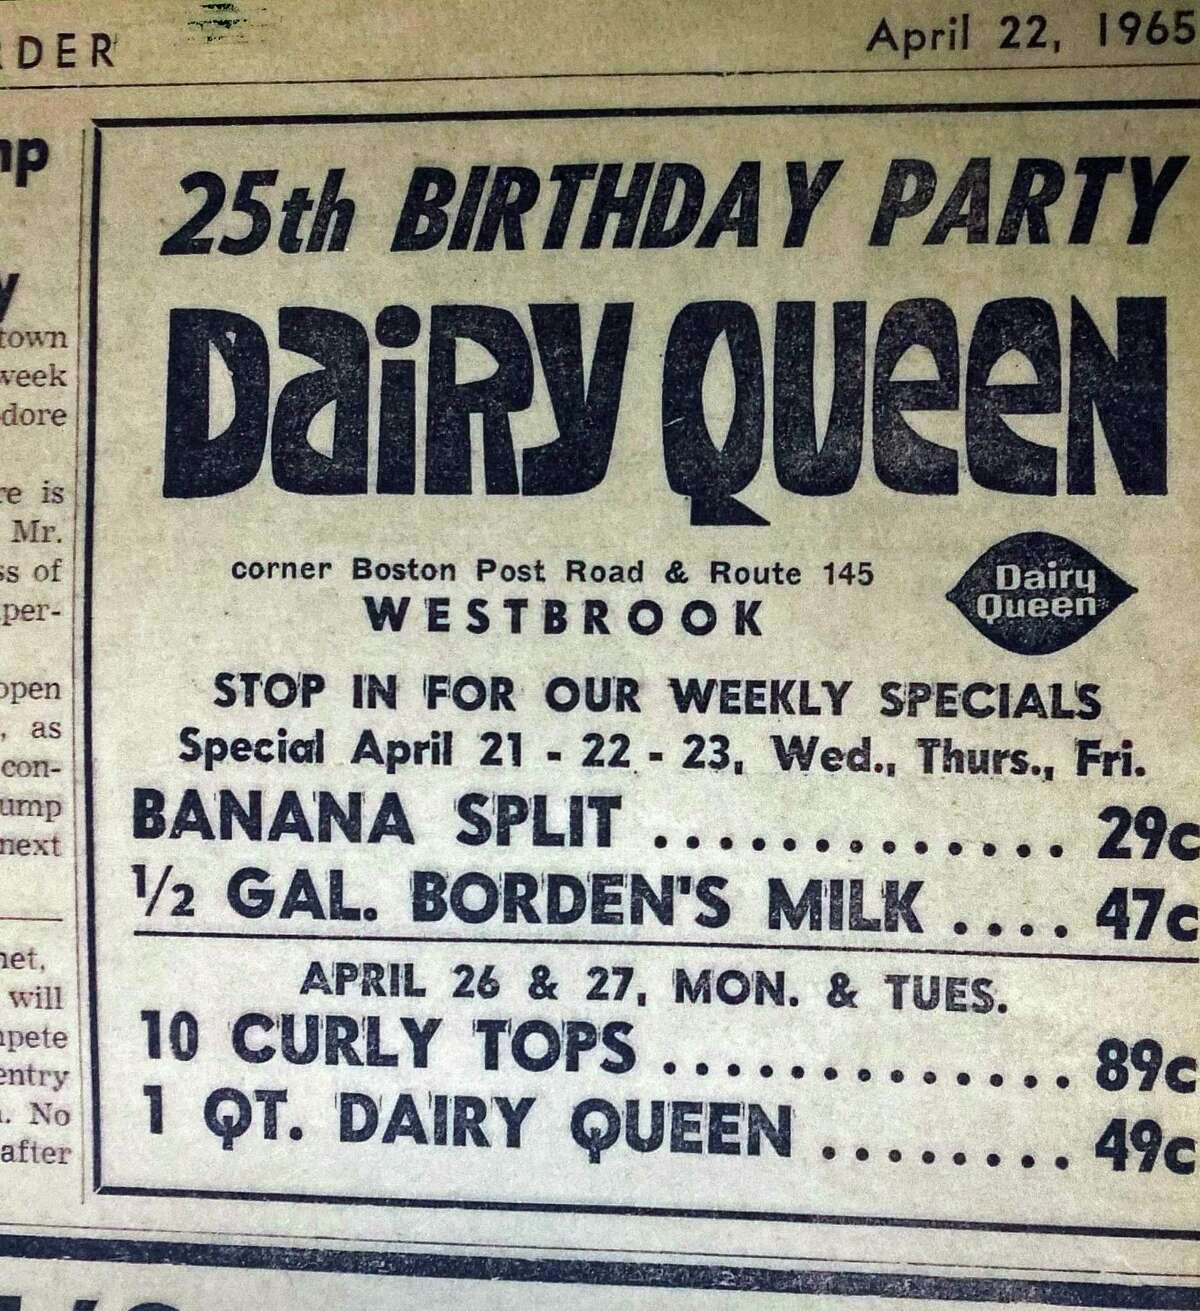 RDER
April 22, 1965
25th BIRTHDAY PARTY
DAiRY QUeeN
corner Boston Post Road & Route 145
WESTBROOK
Dairy
Queen
STOP IN FOR OUR WEEKLY SPECIALS
Special April 21 - 22 - 23, Wed., Thurs., Fri.
BANANA SPLIT .............. 29c
1/2 GAL. BORDEN'S MILK .... 47c
APRIL 26 & 27, MON. & TUES.
10 CURLY TOPS ............... 89c
1 QT. DAIRY QUEEN ......... 49c
town
week
dore
re is
Mr.
ss of
per-
open
, as
con-
ump
next
net,
will
pete
entry
. No
after